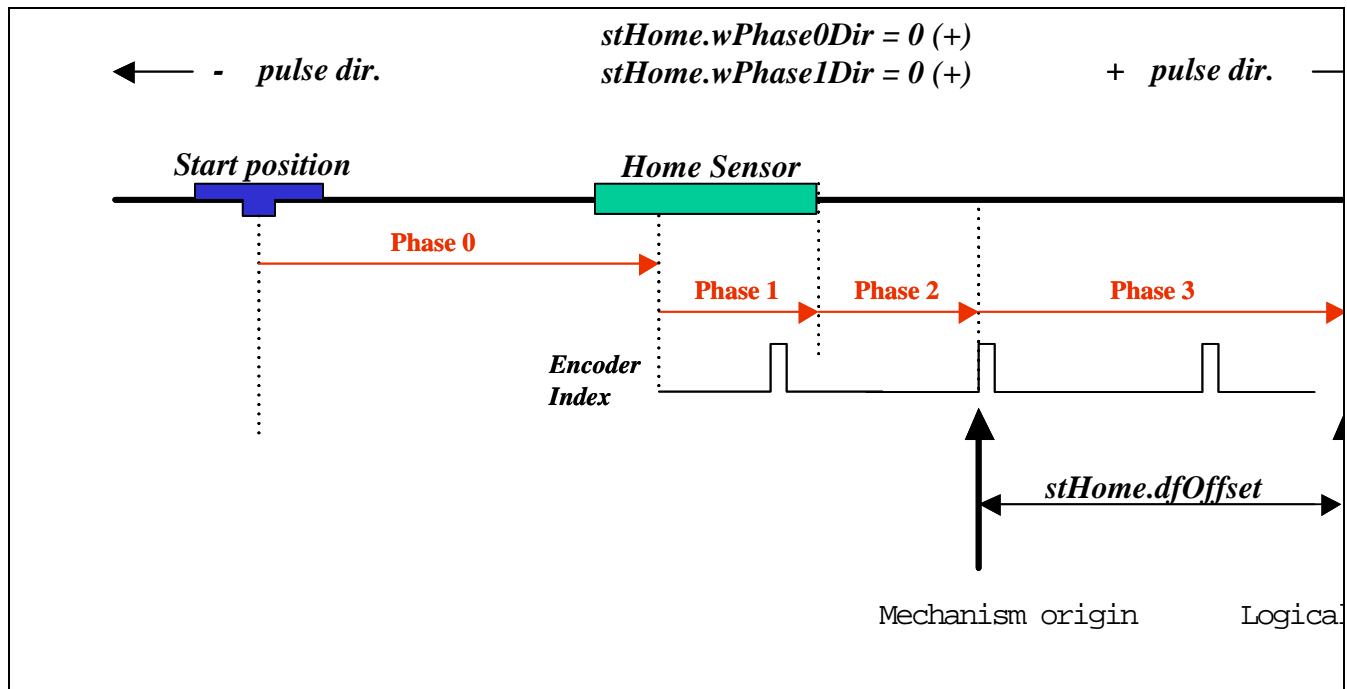 stHome.wPhase0Dir = 0 (+)
stHome.wPhase1Dir = 0 (+)
- pulse dir.
+ pulse dir.
Start position
Home Sensor
Phase 0
Phase 1
Phase 2
Phase 3
Encoder
Index
stHome.dfOffset
Mechanism origin
Logical